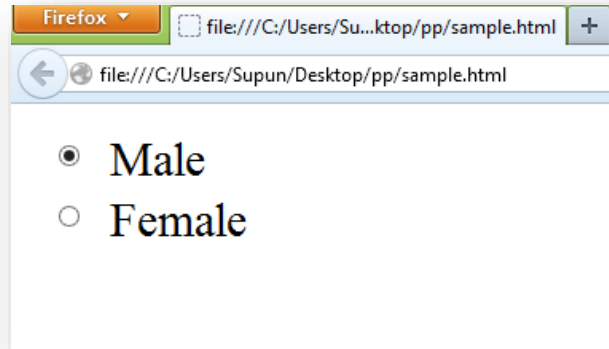 Firefox
file:///C:/Users/Su...ktop/pp/sample.html
file:///C:/Users/Supun/Desktop/pp/sample.html
Male
Female